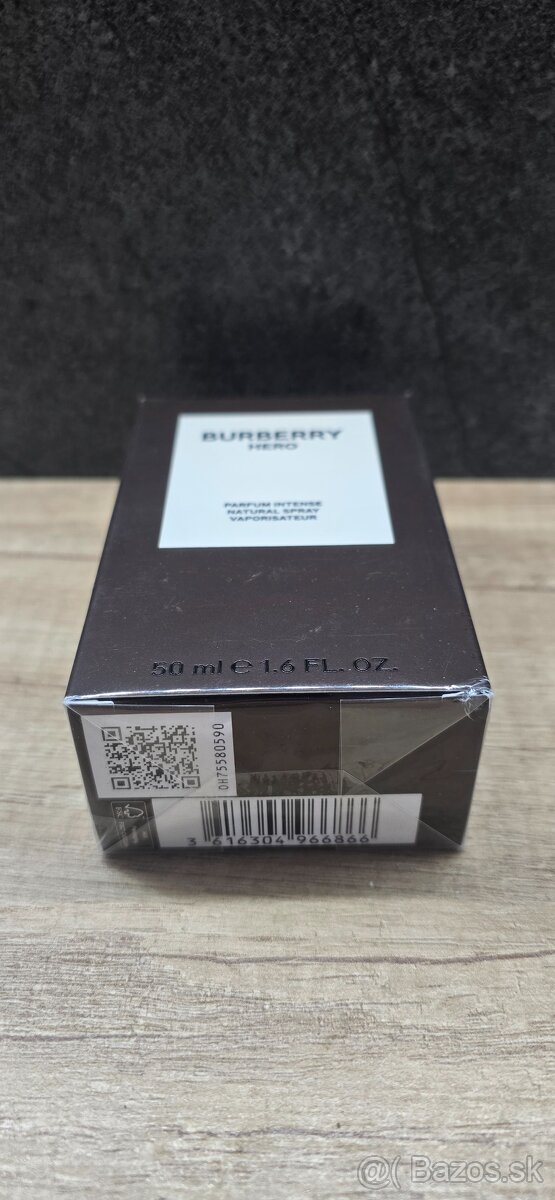 BURBERRY
HERO
PARFUM INTENSE
NATURAL SPRAY
VAPORISATEUR
50 ml e 1.6 FL. OZ.
0H75580590
3 616304 966866
@( Bazos.sk